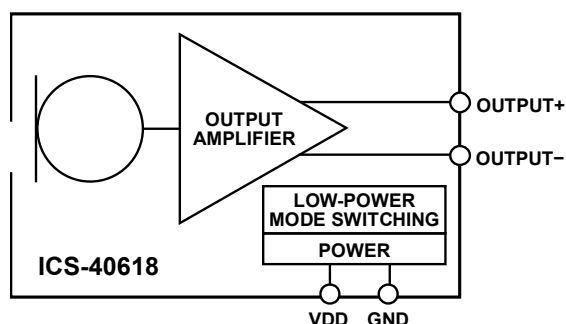 OUTPUT
AMPLIFIER
OUTPUT+
OUTPUT−
LOW-POWER
MODE SWITCHING
POWER
ICS-40618
VDD GND